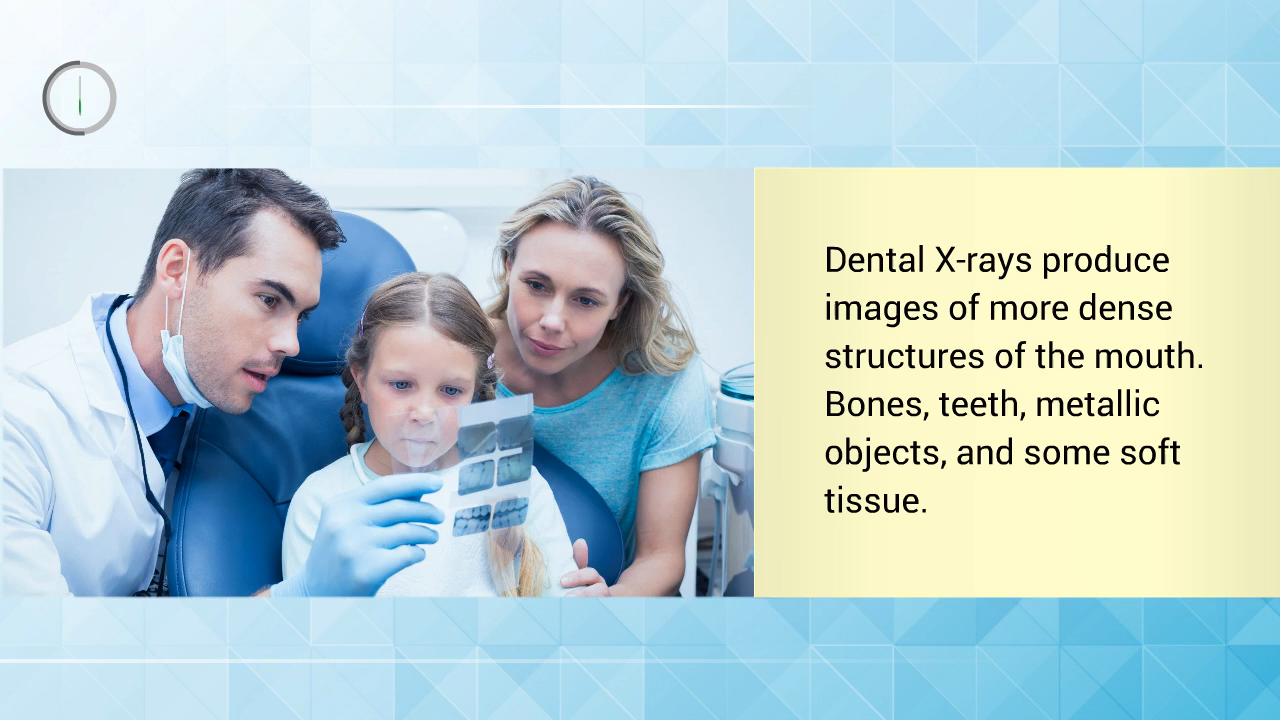 Dental X-rays produce
images of more dense
structures of the mouth.
Bones, teeth, metallic
objects, and some soft
tissue.